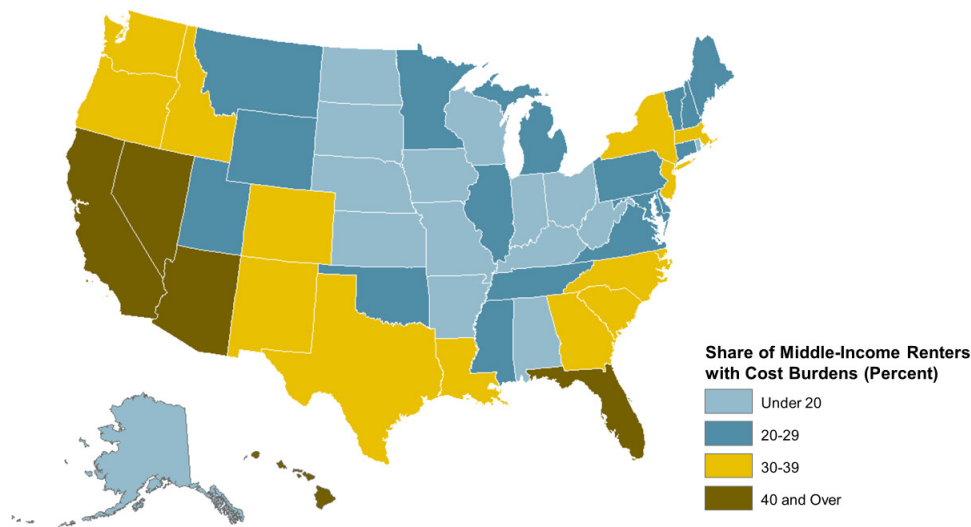 Share of Middle-Income Renters
with Cost Burdens (Percent)
Under 20
20-29
30-39
40 and Over